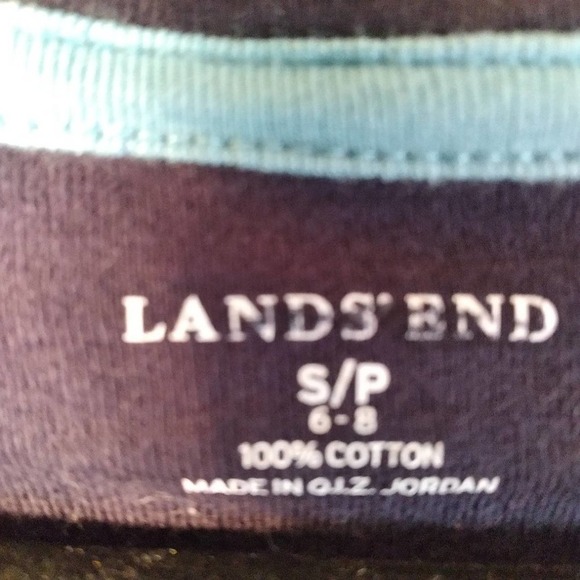 LANDS' END
S/P
6-8
100% COTTON
MADE IN Q.I.Z. JORDAN